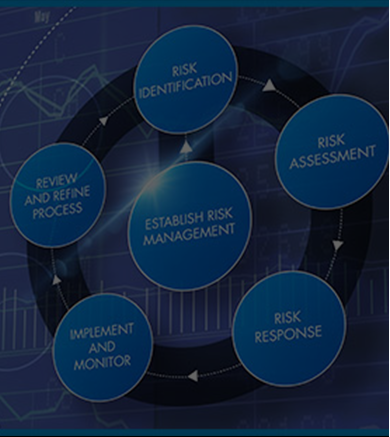 May
RISK
IDENTIFICATION
RISK
ASSESSMENT
REVIEW
AND REFINE
PROCESS
ESTABLISH RISK
MANAGEMENT
RISK
RESPONSE
IMPLEMENT
AND
MONITOR